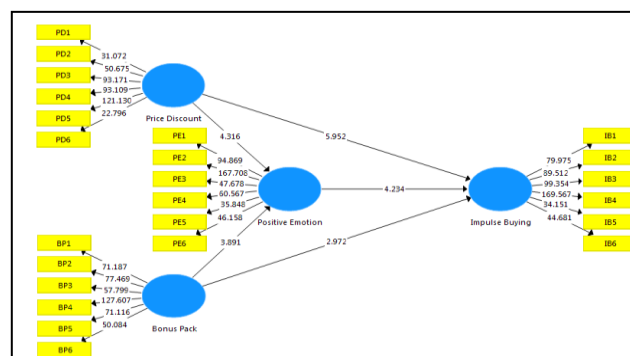 PD1
PD2
PD3
PD4
PD5
PD6
31.072
50.675
93.171
93.109
121.130
22.796
Price Discount
4.316
5.952
PE1
PE2
PE3
PE4
PE5
PE6
94.869
167.708
47.678
60.567
35.848
46.158
Positive Emotion
4.234
3.891
2.972
IB1
IB2
IB3
IB4
IB5
IB6
79.975
89.512
99.354
169.567
34.151
44.681
Impulse Buying
BP1
BP2
BP3
BP4
BP5
BP6
71.187
77.469
57.799
127.607
71.116
50.084
Bonus Pack